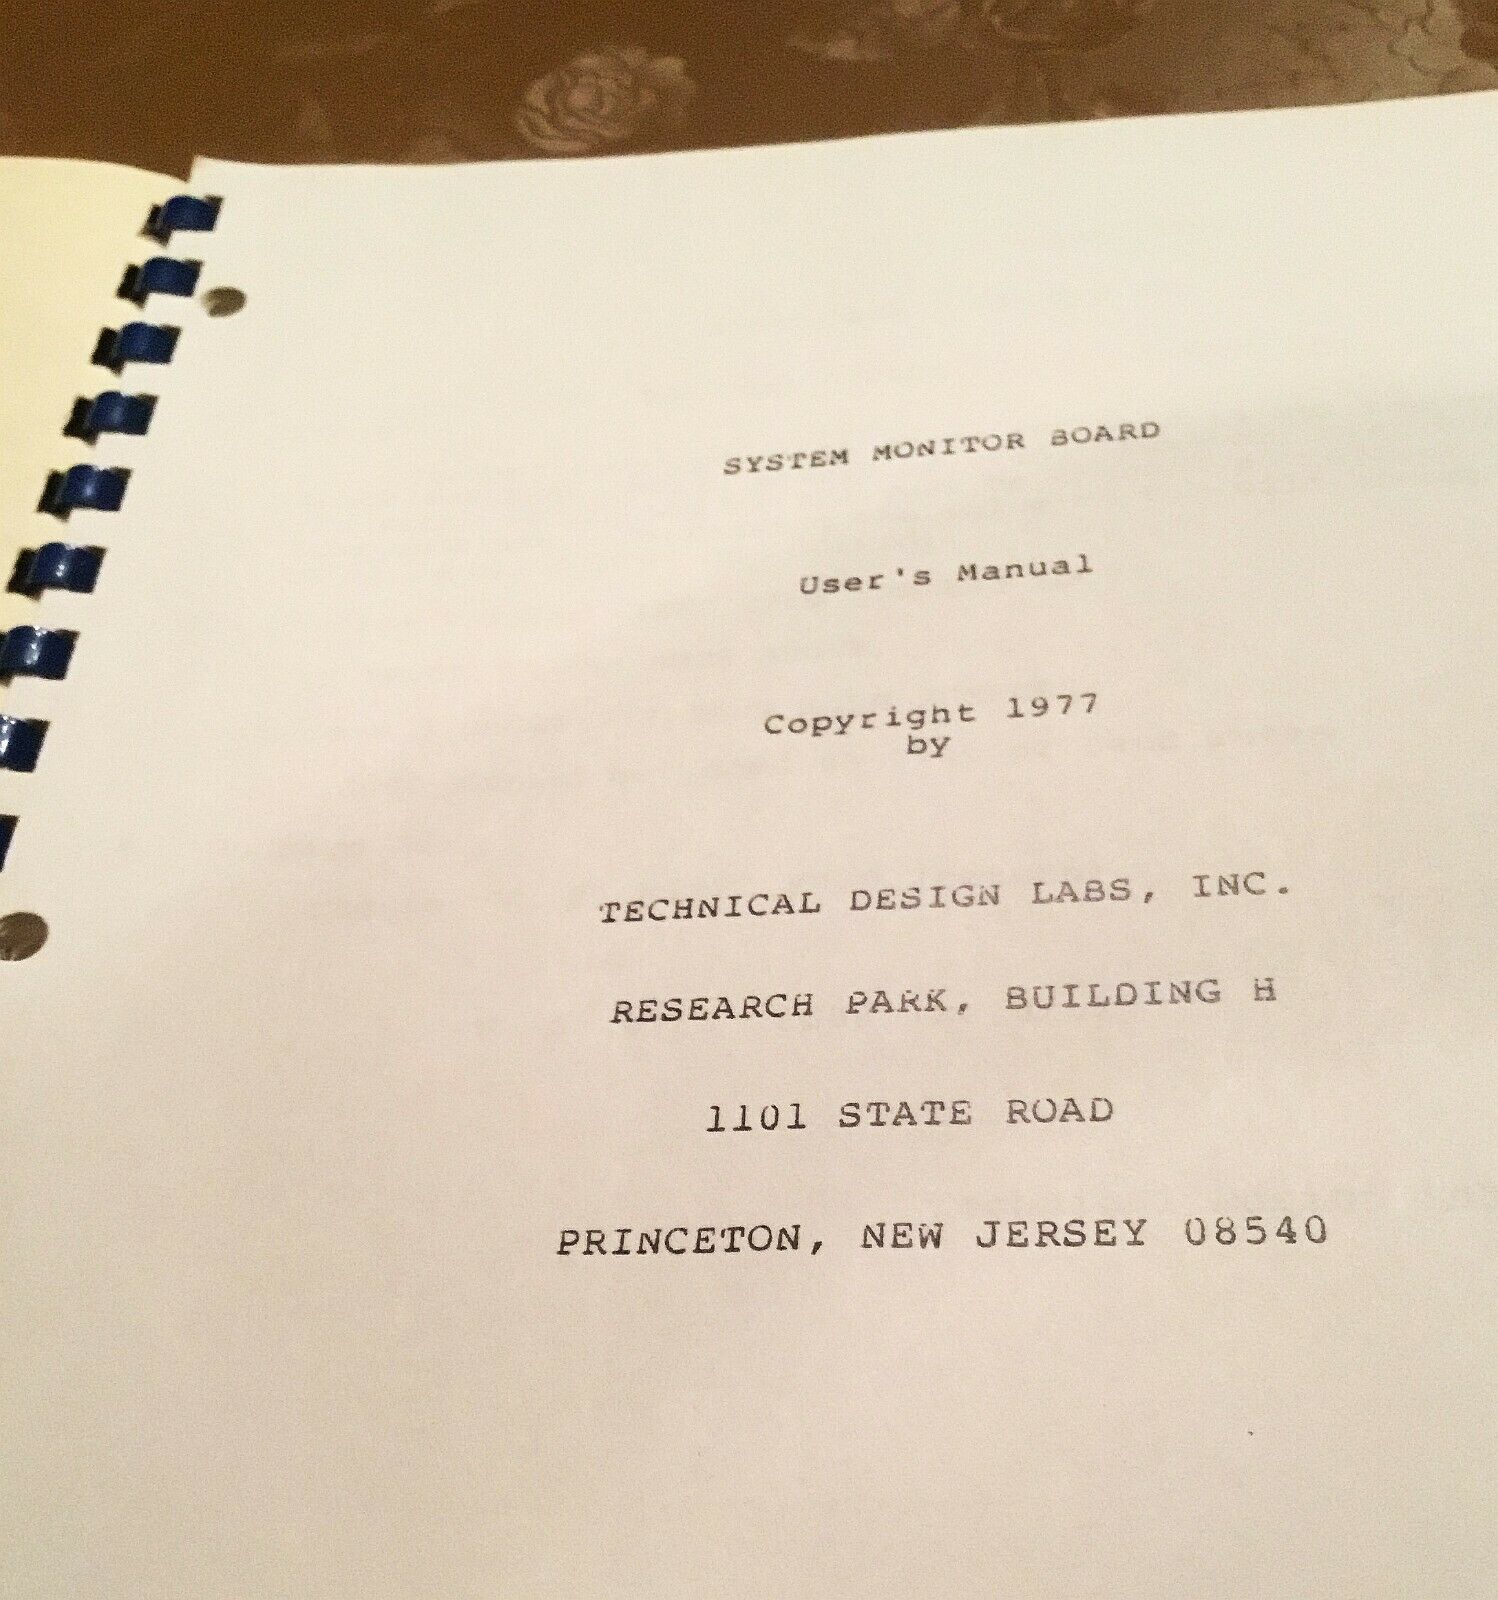 SYSTEM MONITOR BOARD
User's Manual
Copyright 1977
by
TECHNICAL DESIGN LABS, INC.
RESEARCH PARK, BUILDING H
1101 STATE ROAD
PRINCETON, NEW JERSEY 08540